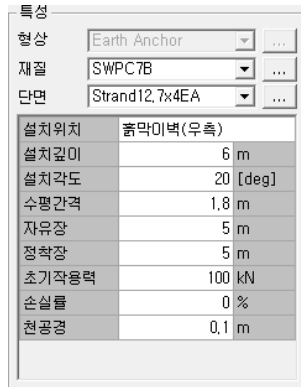 특성
형상 Earth Anchor ...
재질 SWPC7B ...
단면 Strand12,7x4EA ...
설치위치 흙막이벽(우측)
설치깊이 6 m
설치각도 20 [deg]
수평간격 1,8 m
자유장 5 m
정착장 5 m
초기작용력 100 kN
손실률 0 %
천공경 0,1 m